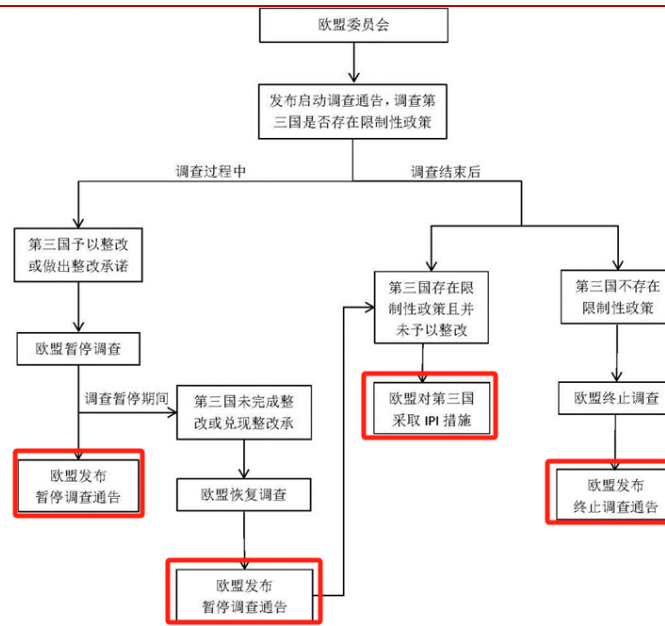 欧盟委员会
发布启动调查通告，调查第
三国是否存在限制性政策
调查过程中
调查结束后
第三国予以整改
或做出整改承诺
第三国存在限
制性政策且并
未予以整改
第三国不存在
限制性政策
欧盟暂停调查
调查暂停期间
第三国未完成整
改或兑现整改承
欧盟对第三国
采取 IPI 措施
欧盟终止调查
欧盟发布
暂停调查通告
欧盟恢复调查
欧盟发布
终止调查通告
欧盟发布
暂停调查通告